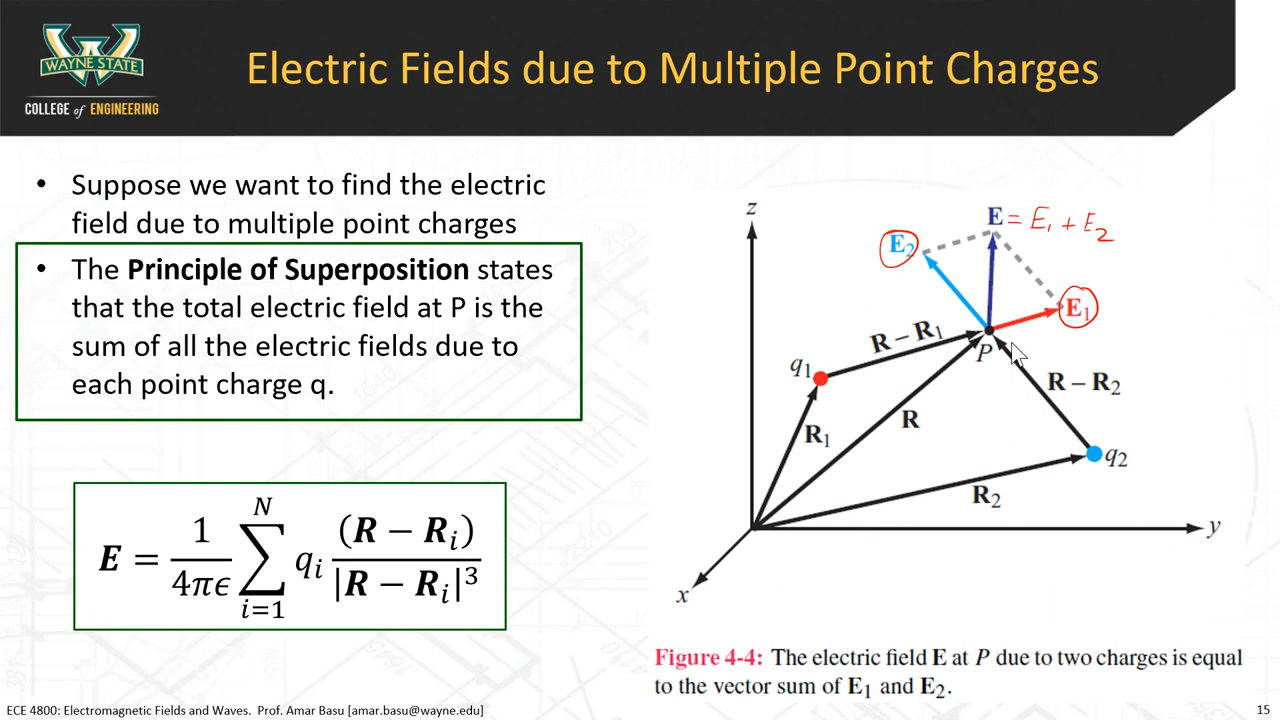 WAYNE STATE
COLLEGE of ENGINEERING
Electric Fields due to Multiple Point Charges
• Suppose we want to find the electric
field due to multiple point charges
• The Principle of Superposition states
that the total electric field at P is the
sum of all the electric fields due to
each point charge q.
E = 1/4πϵ ∑_{i=1}^{N} q_i (R − R_i)/|R − R_i|³
z
E = E₁ + E₂
E₂
E₁
R − R₁
P
q₁
R − R₂
R
R₁
q₂
R₂
y
x
Figure 4-4: The electric field E at P due to two charges is equal
to the vector sum of E₁ and E₂.
ECE 4800: Electromagnetic Fields and Waves. Prof. Amar Basu [amar.basu@wayne.edu]
15